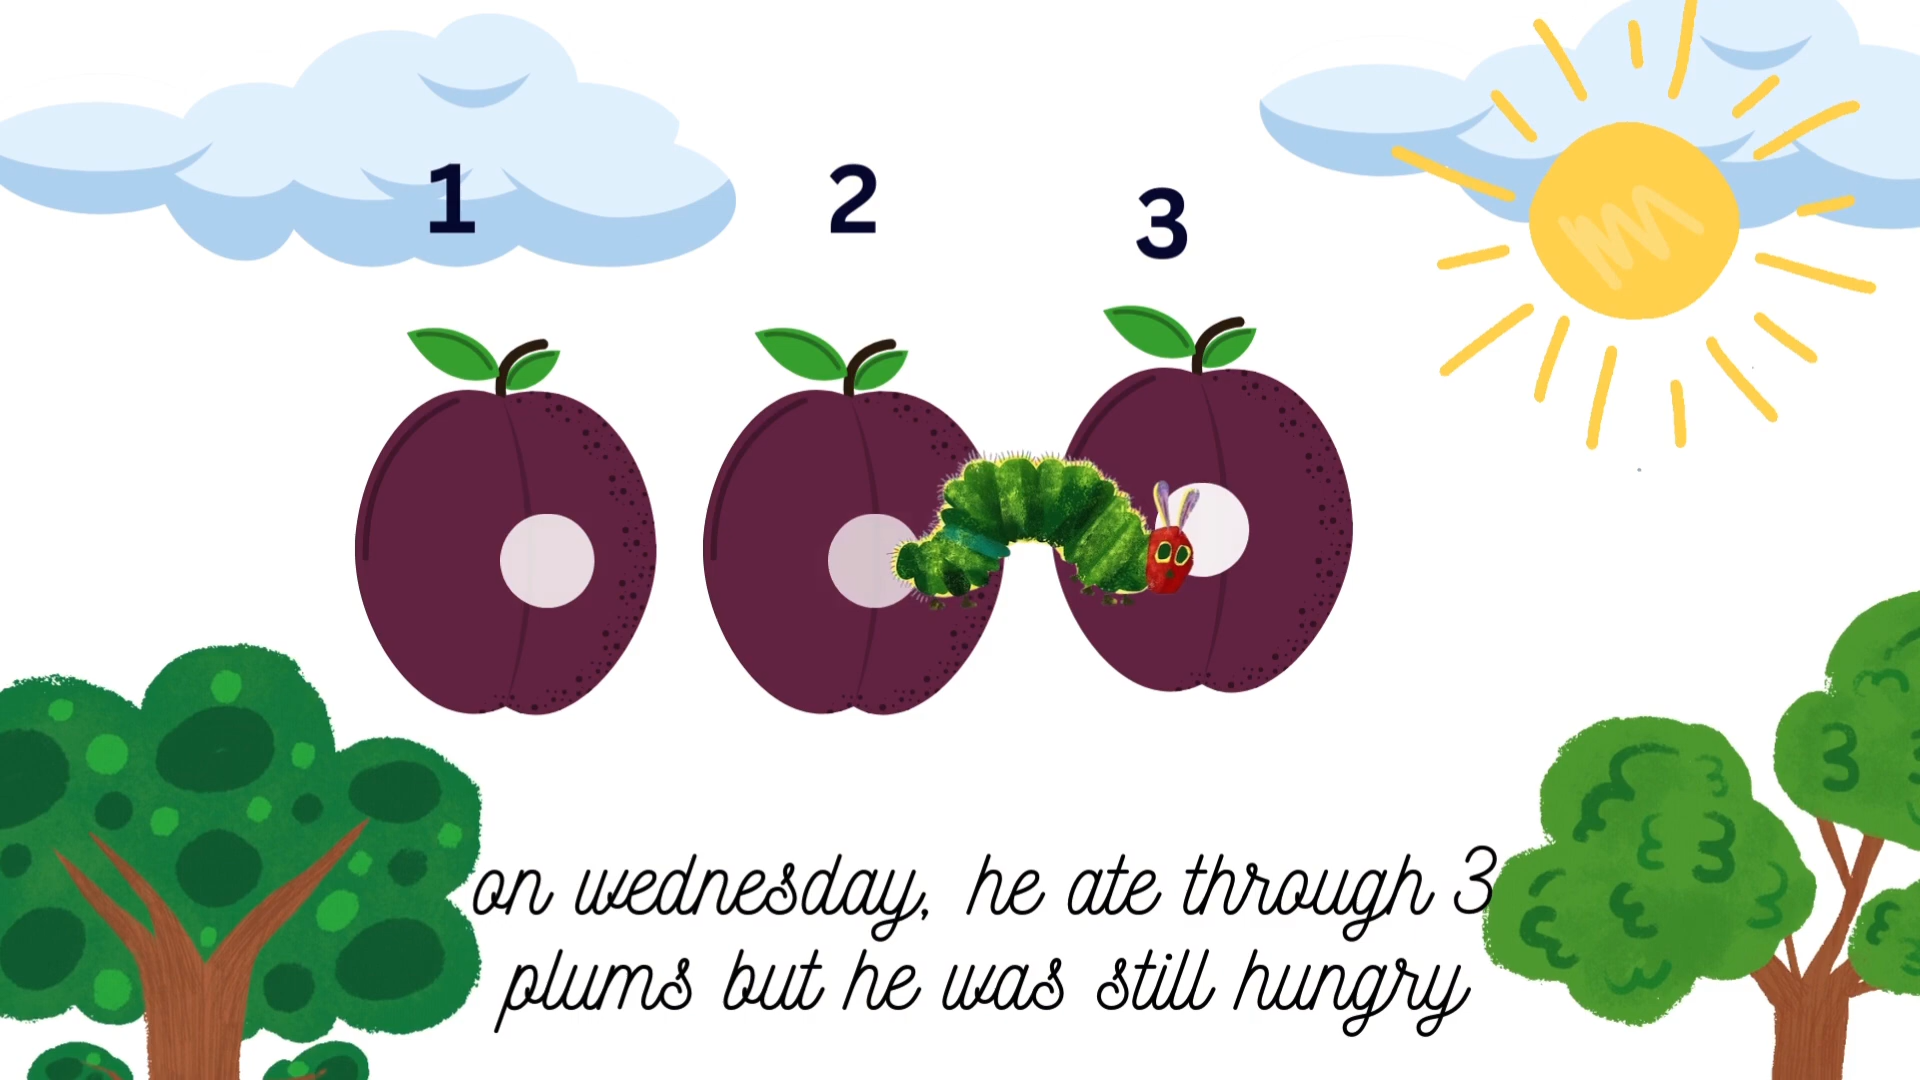 1 2 3
on wednesday, he ate through 3
plums but he was still hungry